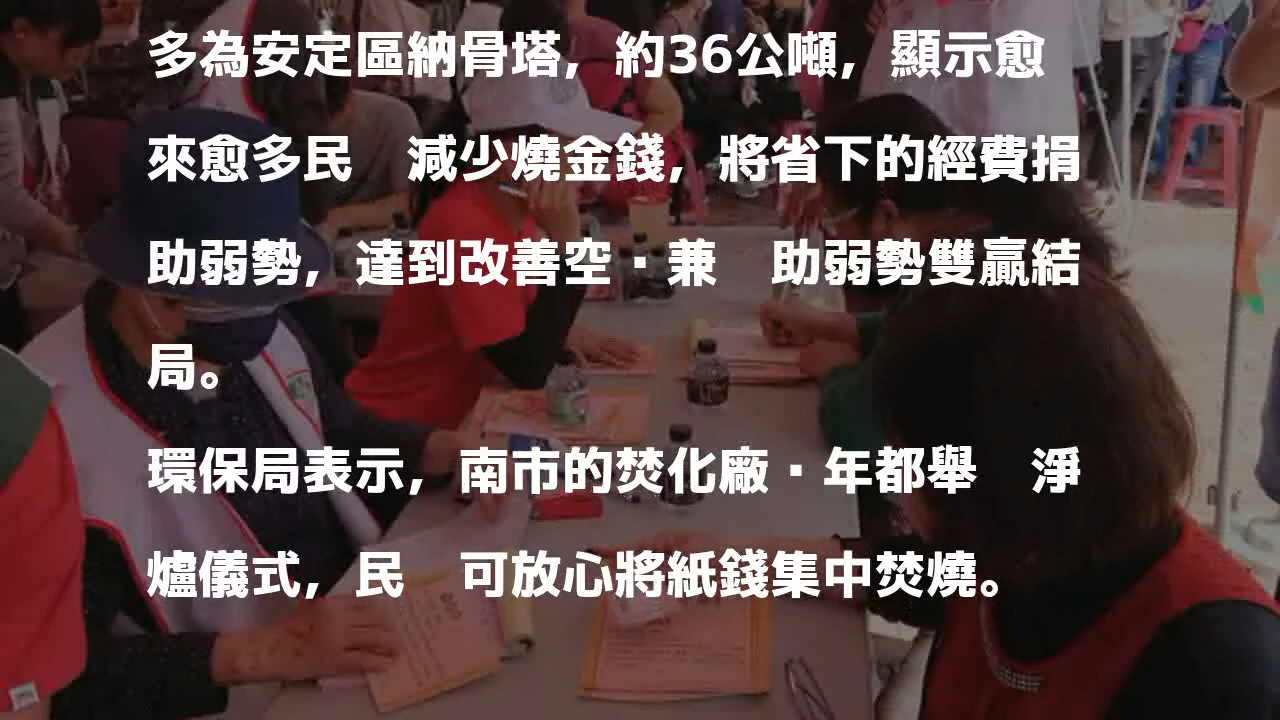 多為安定區納骨塔，約36公噸，顯示愈
來愈多民　減少燒金錢，將省下的經費捐
助弱勢，達到改善空▪兼　助弱勢雙贏結
局。
環保局表示，南市的焚化廠▪年都舉　淨
爐儀式，民　可放心將紙錢集中焚燒。